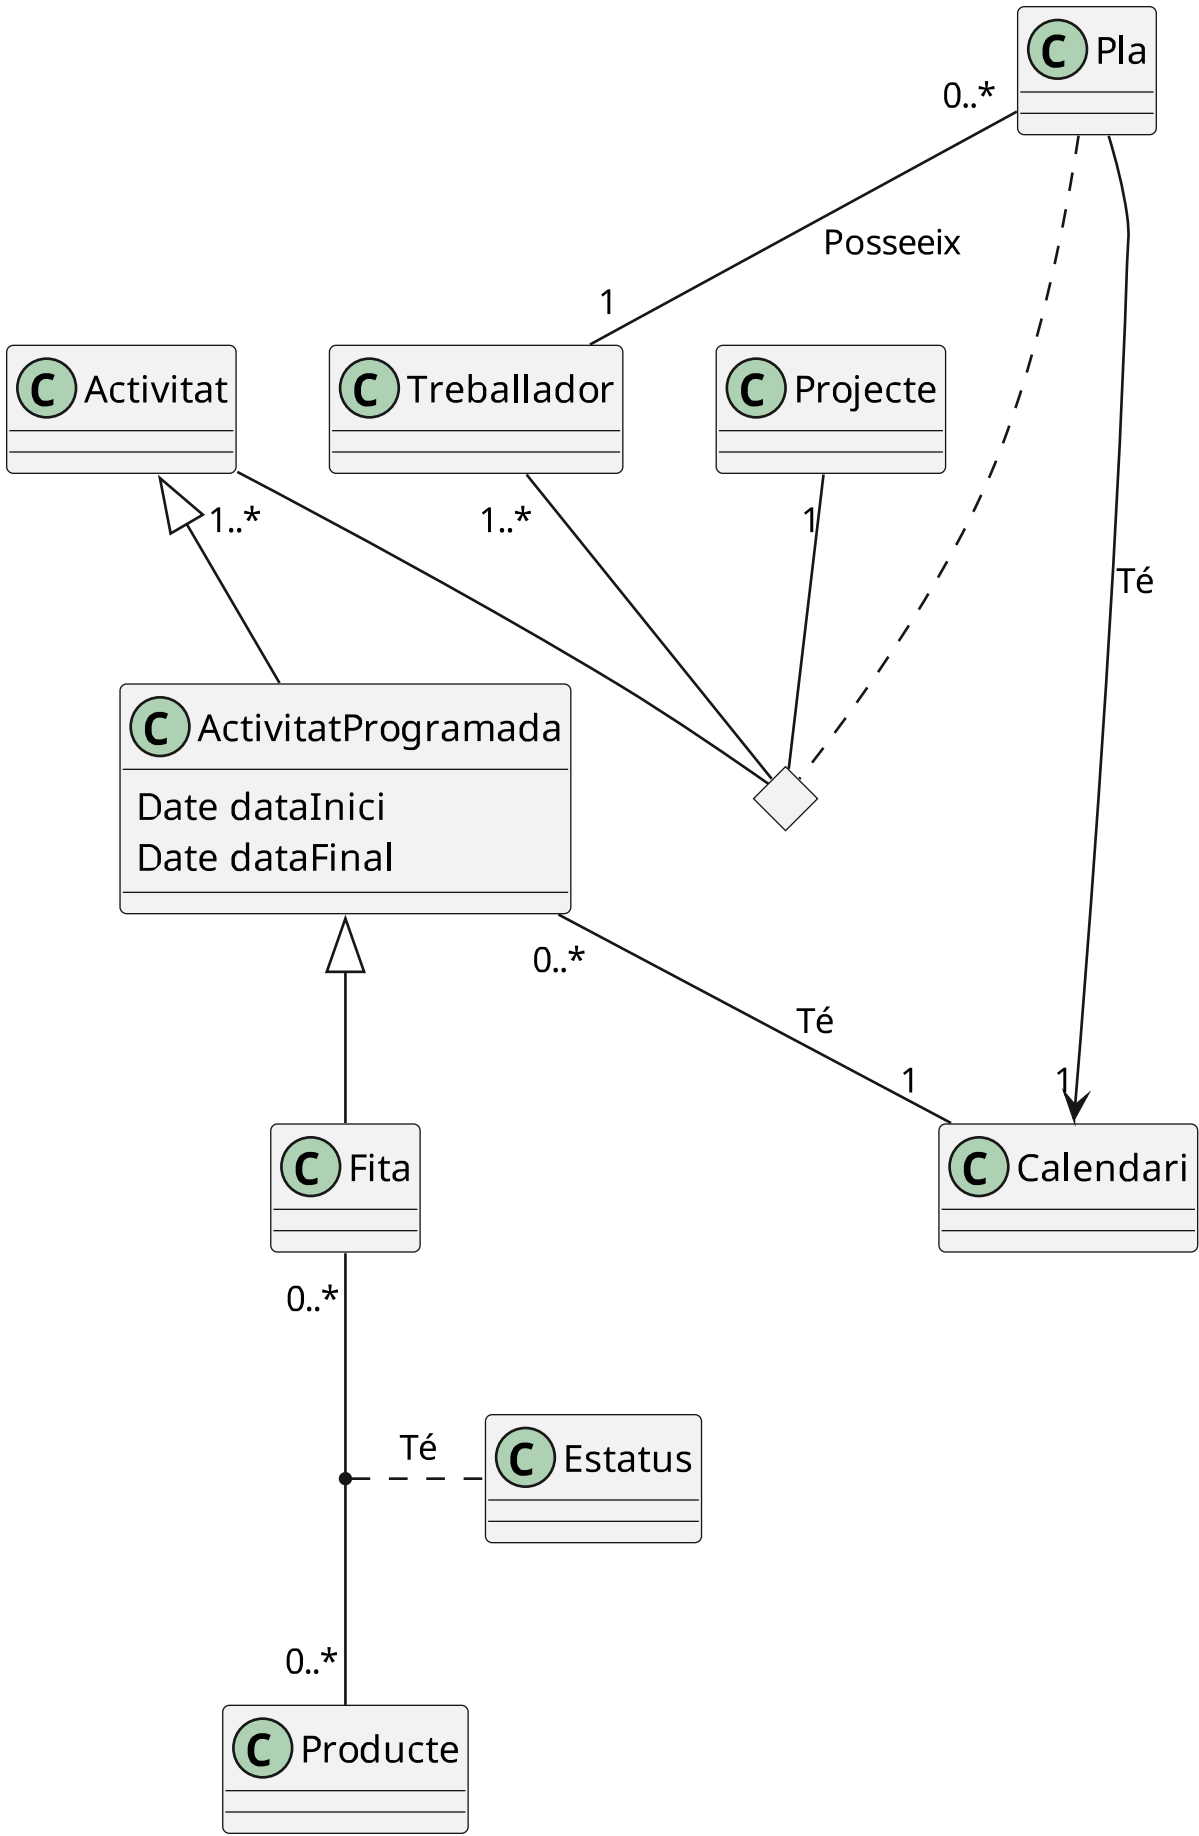 C Pla
0..*
Posseeix
1
C Activitat
C Treballador
C Projecte
1..*
1..*
1
Té
C ActivitatProgramada
Date dataInici
Date dataFinal
0..*
Té
1
1
C Fita
C Calendari
0..*
Té
C Estatus
0..*
C Producte